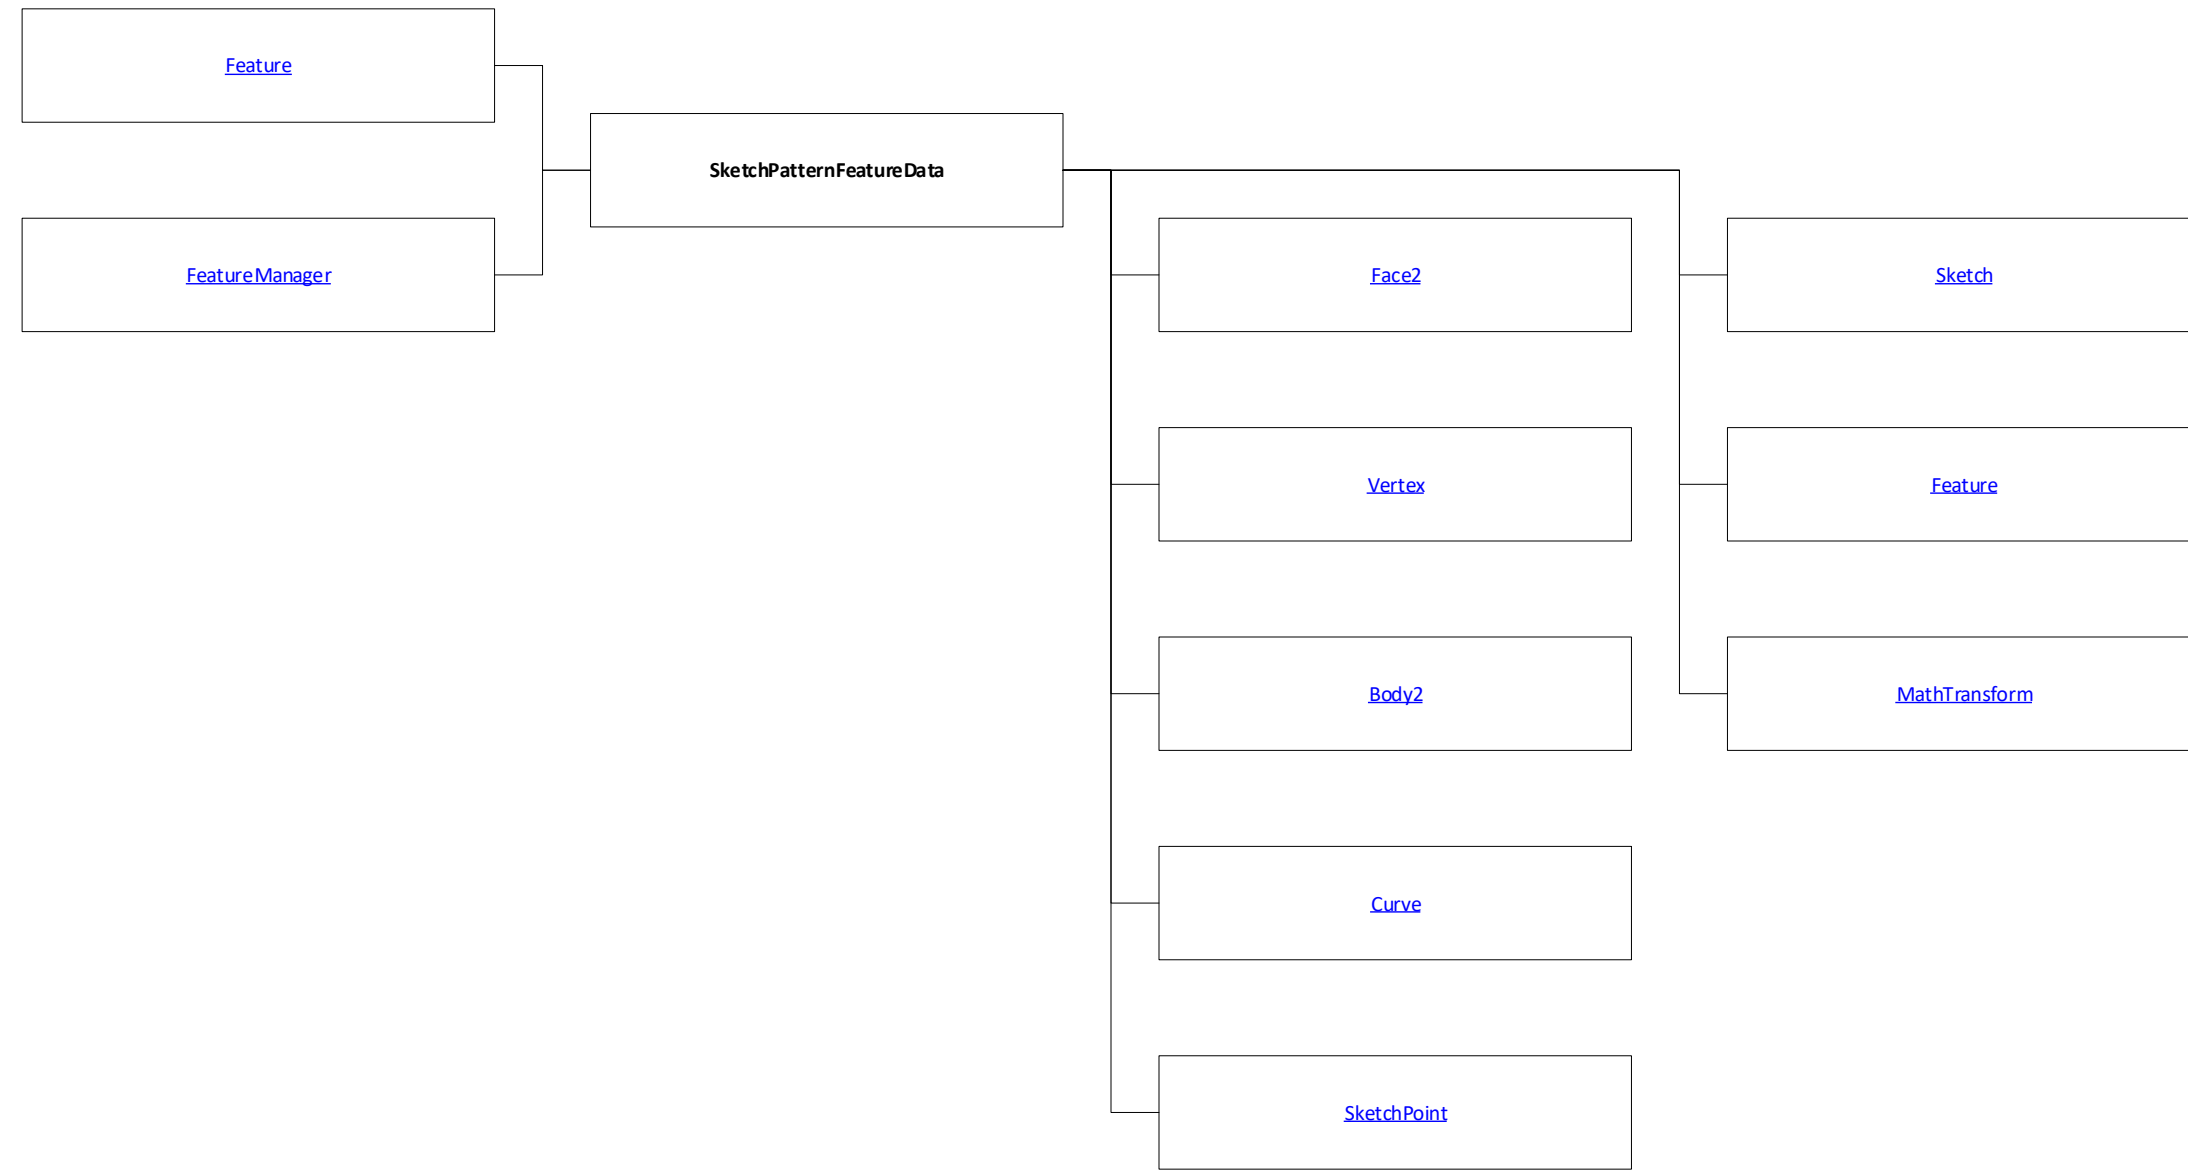 Feature
SketchPatternFeatureData
FeatureManager
Face2
Sketch
Vertex
Feature
Body2
MathTransform
Curve
SketchPoint